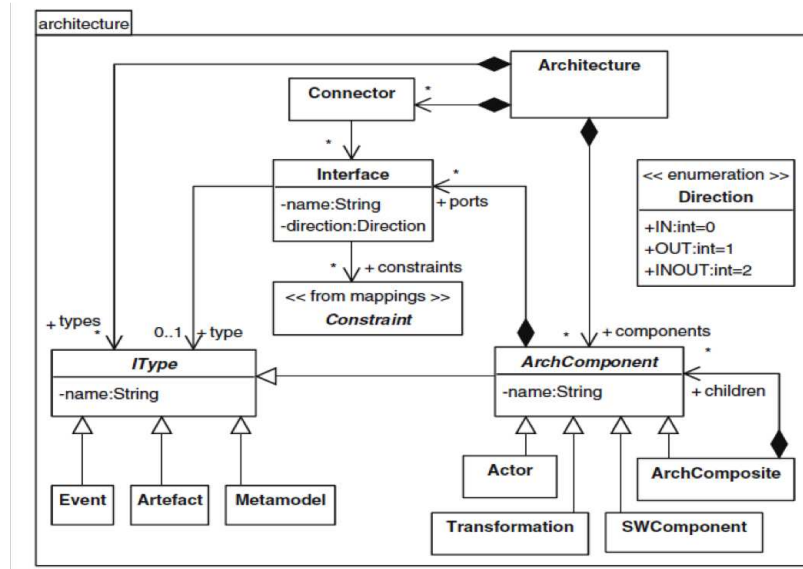 architecture
Architecture
Connector
*
*
Interface
-name:String
-direction:Direction
*
+ ports
<< enumeration >>
Direction
+IN:int=0
+OUT:int=1
+INOUT:int=2
* + constraints
<< from mappings >>
Constraint
+ types
*
0..1 + type
* + components
IType
-name:String
ArchComponent
-name:String
*
+ children
Actor
ArchComposite
Event
Artefact
Metamodel
Transformation
SWComponent